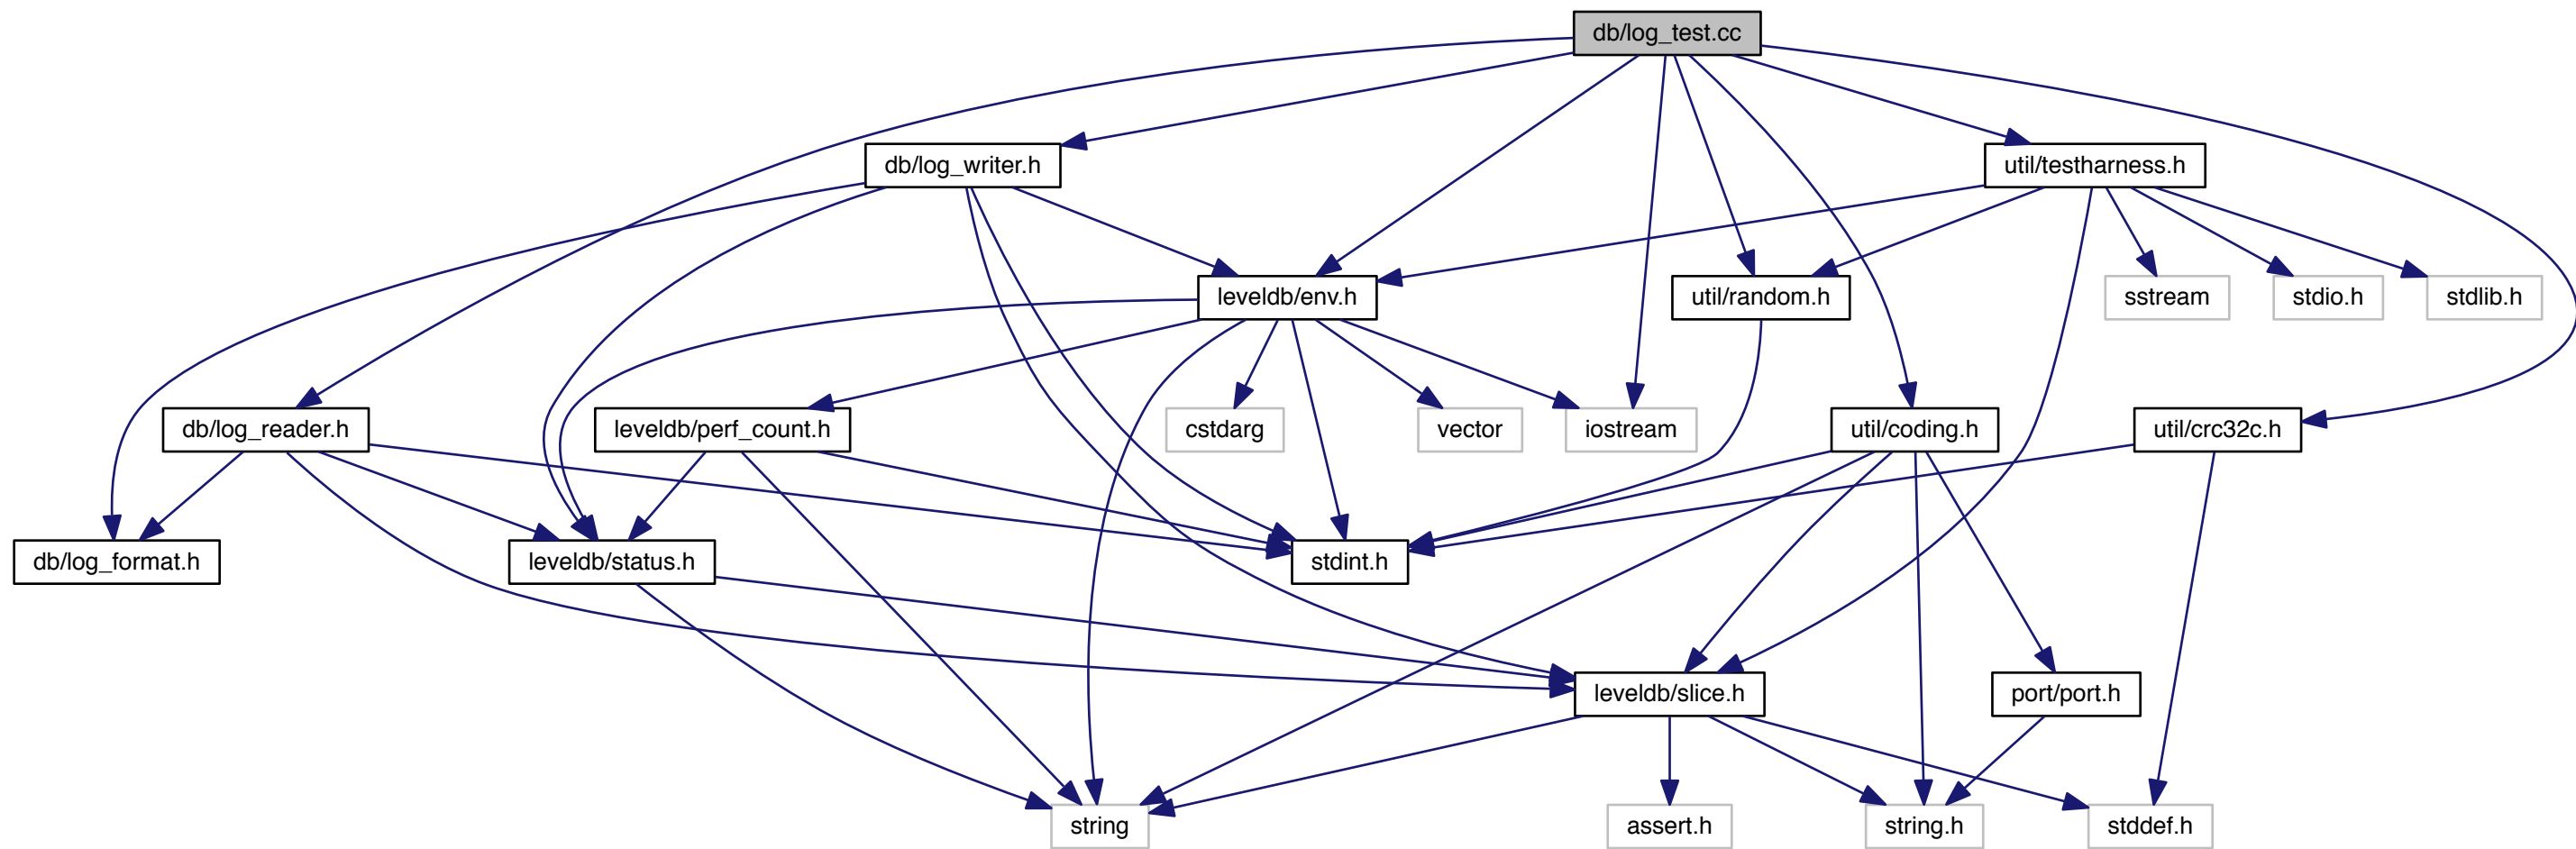 db/log_test.cc
db/log_writer.h
util/testharness.h
leveldb/env.h
util/random.h
sstream
stdio.h
stdlib.h
db/log_reader.h
leveldb/perf_count.h
cstdarg
vector
iostream
util/coding.h
util/crc32c.h
db/log_format.h
leveldb/status.h
stdint.h
leveldb/slice.h
port/port.h
string
assert.h
string.h
stddef.h